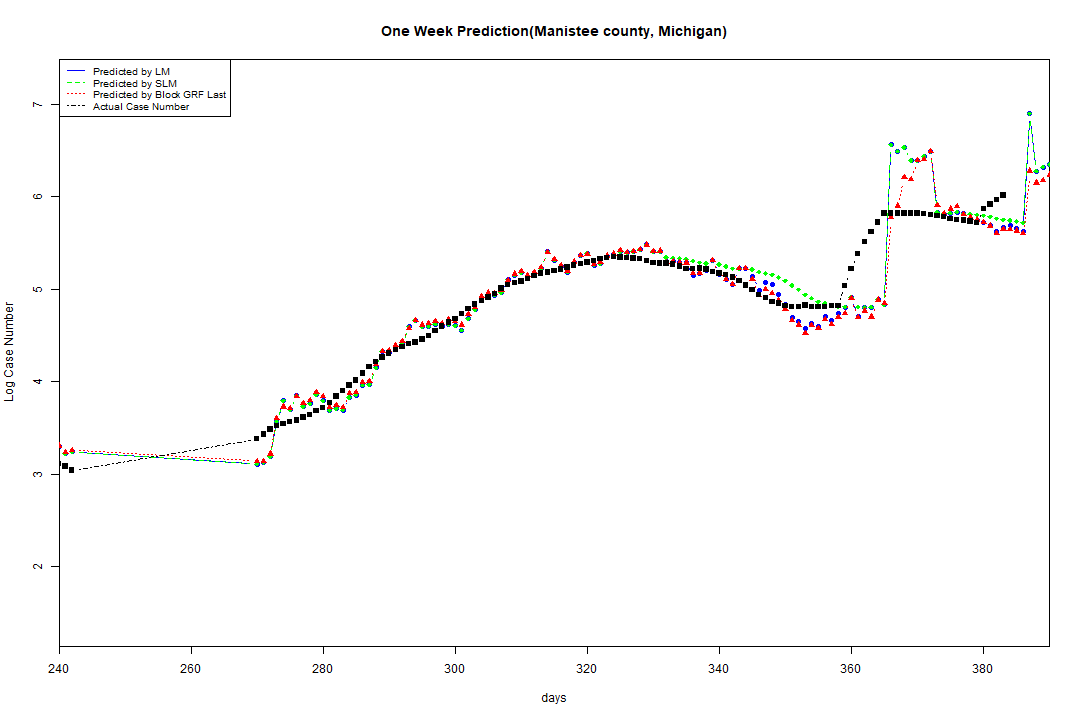 One Week Prediction(Manistee county, Michigan)
Predicted by LM
Predicted by SLM
Predicted by Block GRF Last
Actual Case Number
7
6
5
4
3
2
Log Case Number
240 260 280 300 320 340 360 380
days